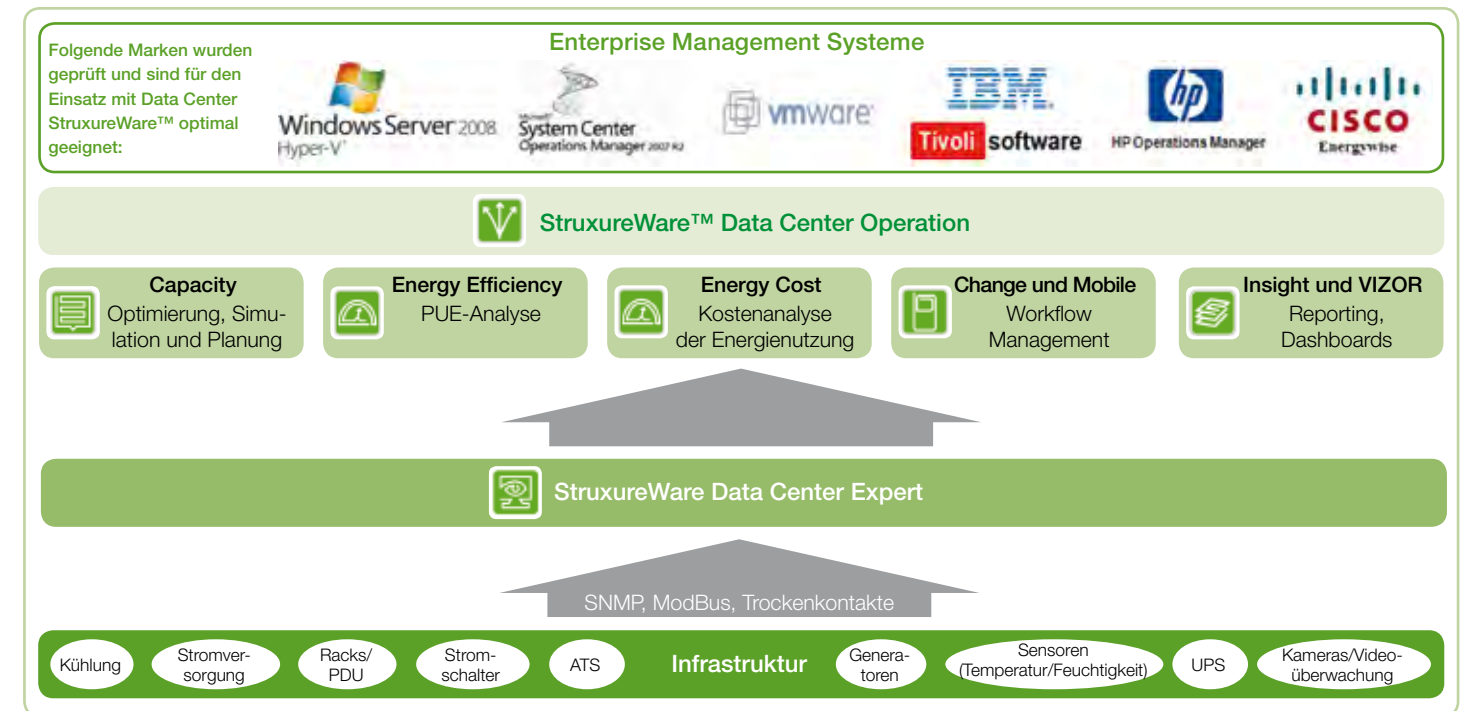 Folgende Marken wurden
geprüft und sind für den
Einsatz mit Data Center
StruxureWare™ optimal
geeignet:
Enterprise Management Systeme
Windows Server 2008
Hyper-V
Microsoft
System Center
Operations Manager 2007 R2
vmware
IBM.
Tivoli software
hp
HP Operations Manager
CISCO
Energywise
StruxureWare™ Data Center Operation
Capacity
Optimierung, Simu-
lation und Planung
Energy Efficiency
PUE-Analyse
Energy Cost
Kostenanalyse
der Energienutzung
Change und Mobile
Workflow
Management
Insight und VIZOR
Reporting,
Dashboards
StruxureWare Data Center Expert
SNMP, ModBus, Trockenkontakte
Kühlung
Stromver-
sorgung
Racks/
PDU
Strom-
schalter
ATS
Infrastruktur
Genera-
toren
Sensoren
(Temperatur/Feuchtigkeit)
UPS
Kameras/Video-
überwachung